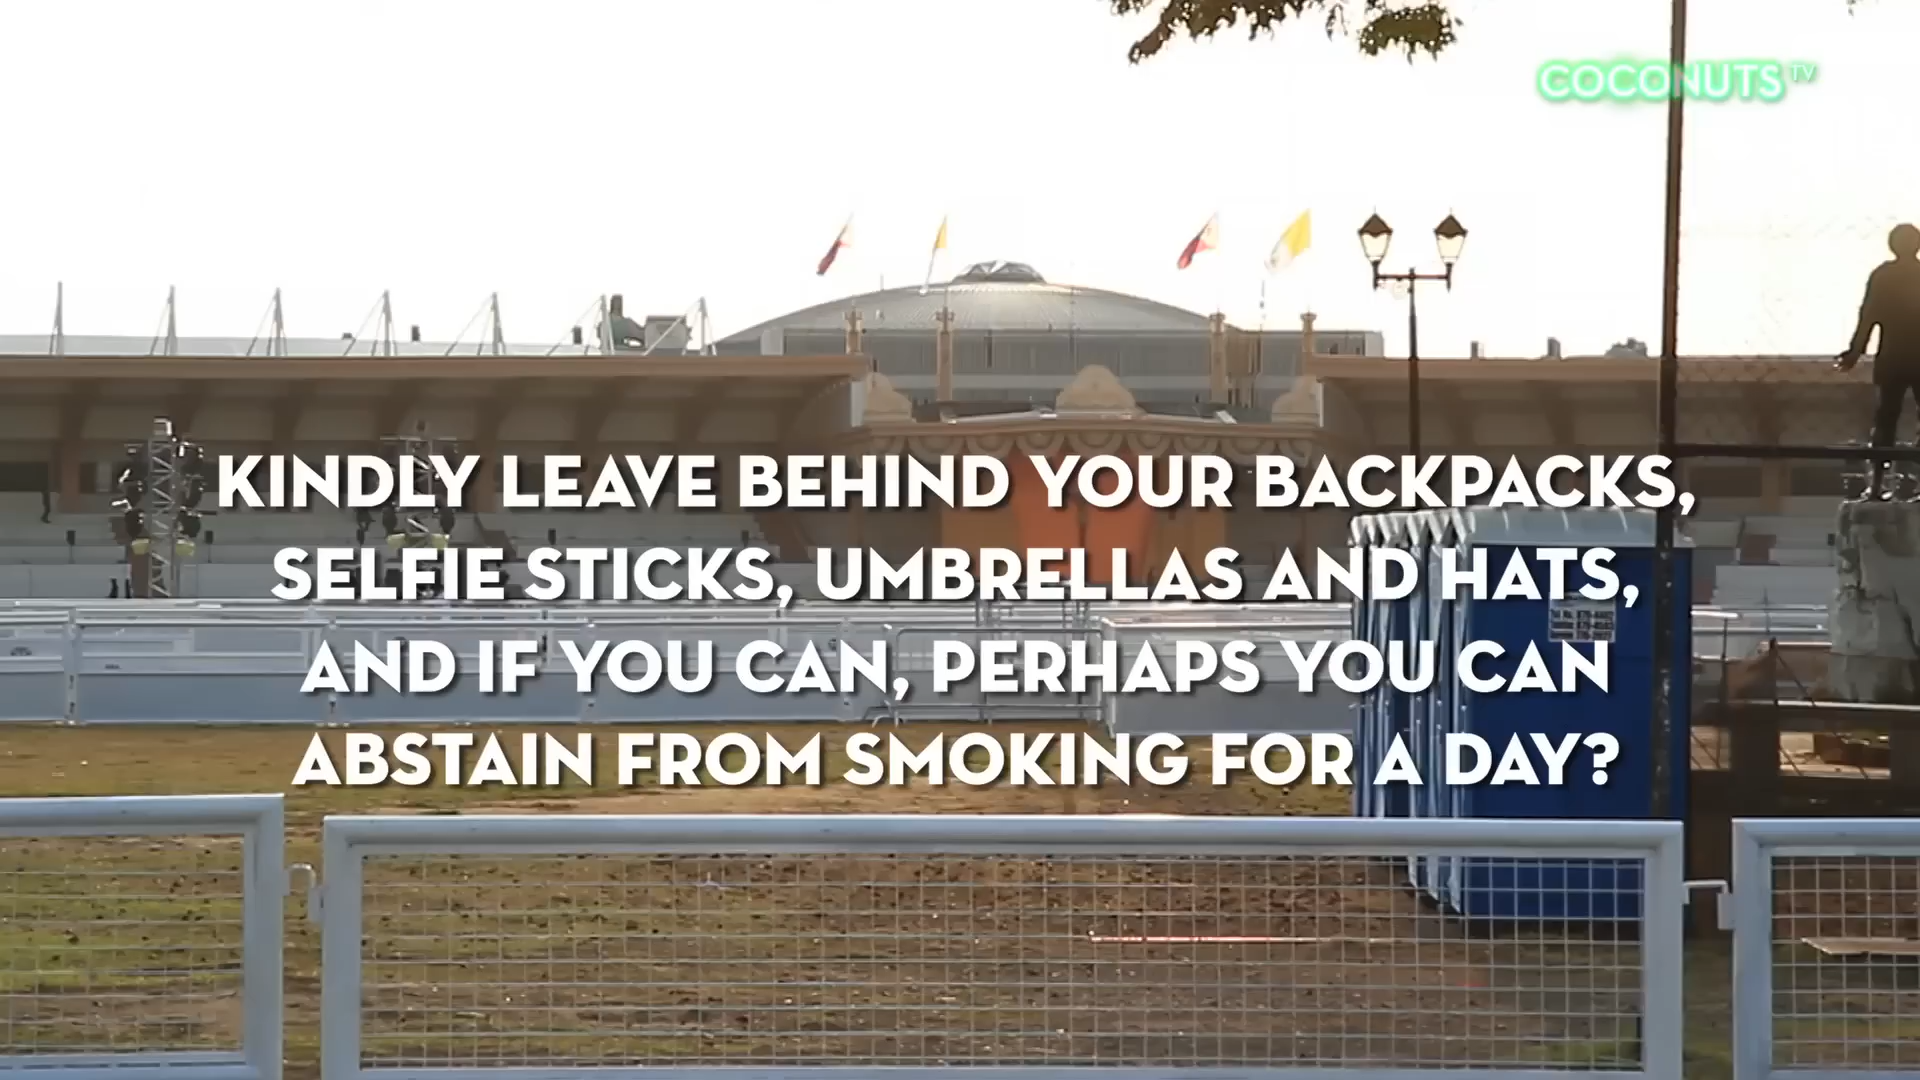 COCONUTS TV
KINDLY LEAVE BEHIND YOUR BACKPACKS,
SELFIE STICKS, UMBRELLAS AND HATS,
AND IF YOU CAN, PERHAPS YOU CAN
ABSTAIN FROM SMOKING FOR A DAY?